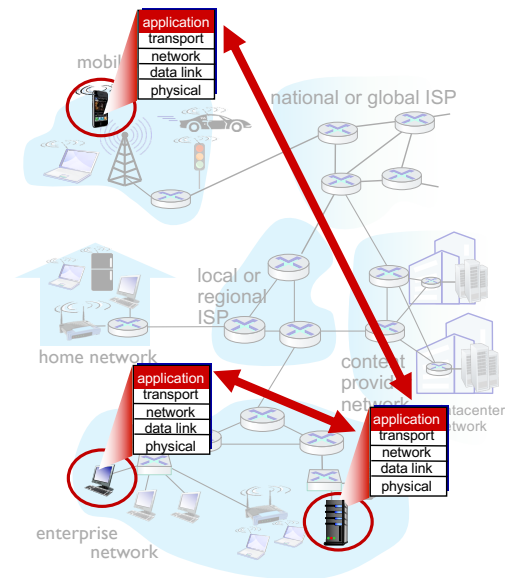 application
transport
network
data link
physical
mobil
national or global ISP
local or
regional
ISP
home network
content
provide
network
application
transport
network
data link
physical
application
transport
network
data link
physical
atacenter
etwork
enterprise
network